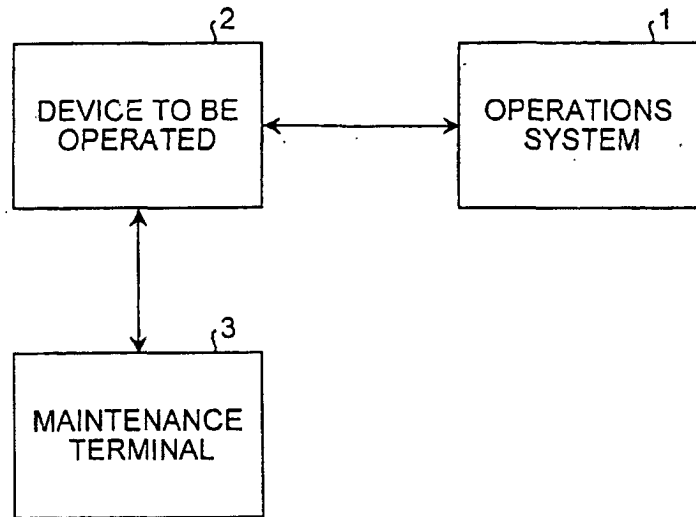 2
DEVICE TO BE
OPERATED
1
OPERATIONS
SYSTEM
3
MAINTENANCE
TERMINAL